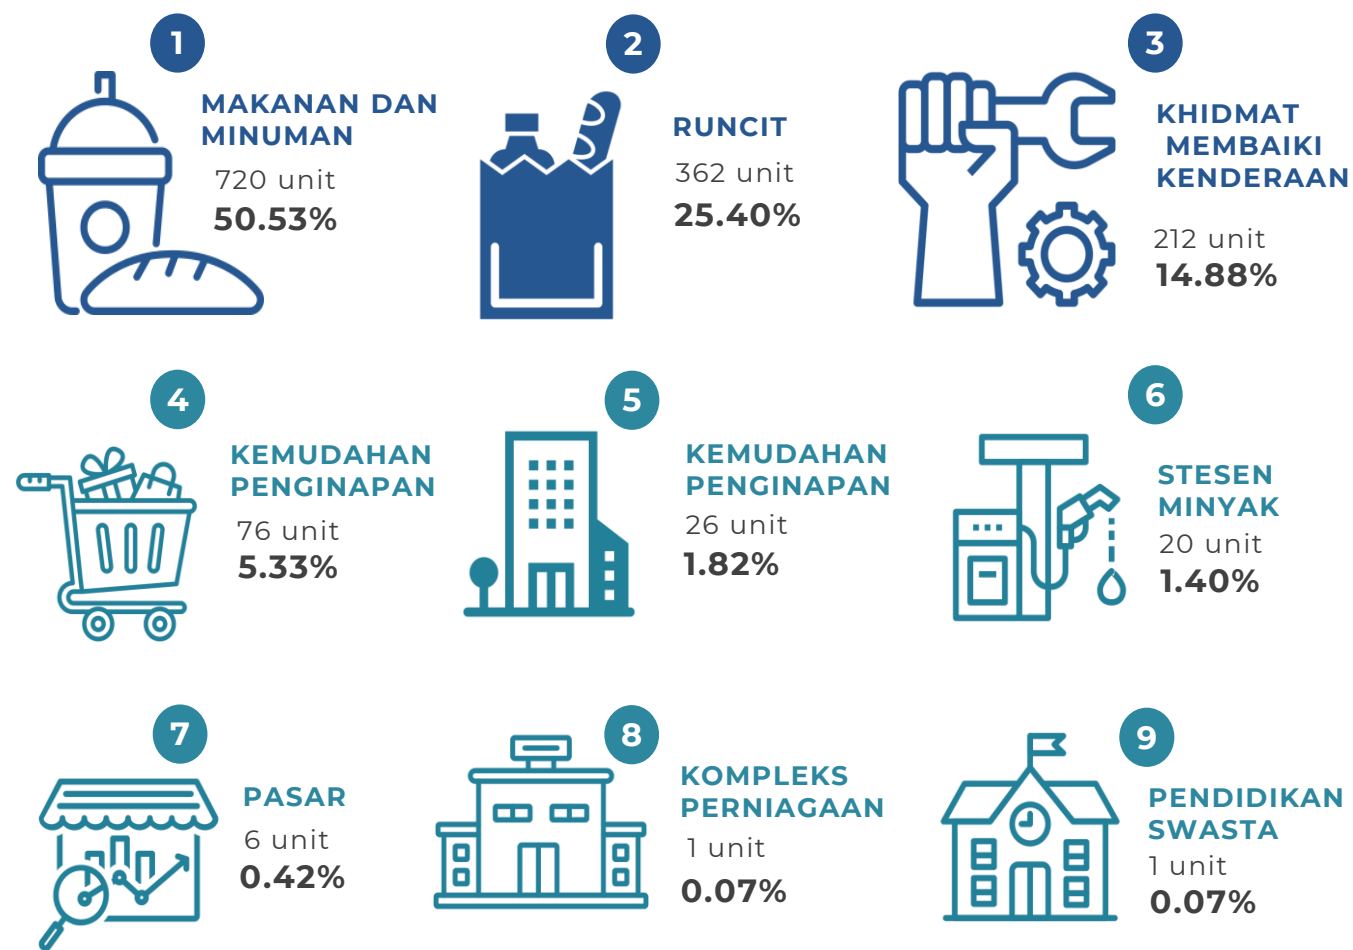 1
MAKANAN DAN
MINUMAN
720 unit
50.53%
2
RUNCIT
362 unit
25.40%
3
KHIDMAT
MEMBAIKI
KENDERAAN
212 unit
14.88%
4
KEMUDAHAN
PENGINAPAN
76 unit
5.33%
5
KEMUDAHAN
PENGINAPAN
26 unit
1.82%
6
STESEN
MINYAK
20 unit
1.40%
7
PASAR
6 unit
0.42%
8
KOMPLEKS
PERNIAGAAN
1 unit
0.07%
9
PENDIDIKAN
SWASTA
1 unit
0.07%